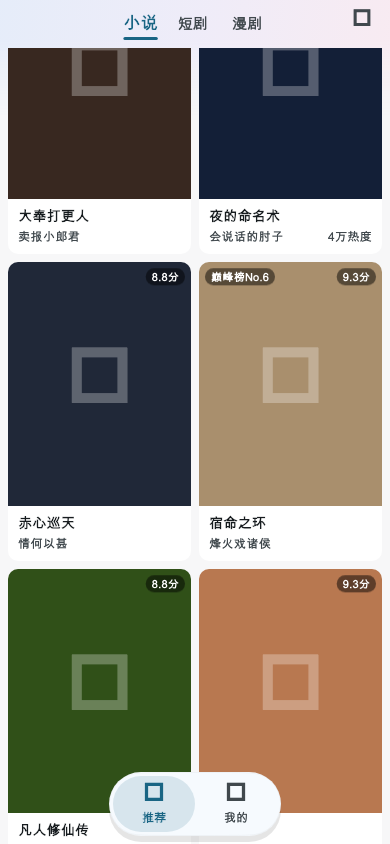 小说 短剧 漫剧
大奉打更人
卖报小郎君
夜的命名术
会说话的肘子 4万热度
8.8分
赤心巡天
情何以甚
巅峰榜No.6 9.3分
宿命之环
烽火戏诸侯
8.8分
凡人修仙传
9.3分
推荐 我的